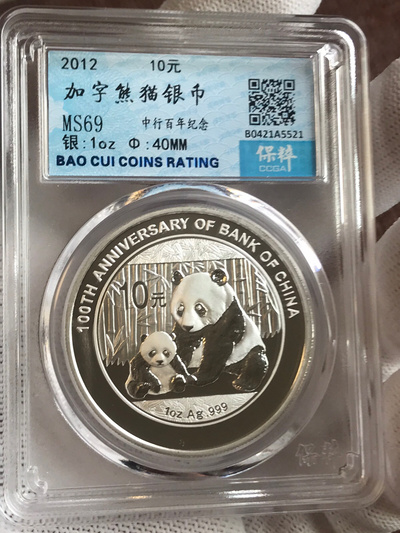 2012 10元
加字熊猫银币
MS69 中行百年纪念
银:1oz Φ:40MM
BAO CUI COINS RATING
B0421A5521
保粹
CCGA
100TH ANNIVERSARY OF BANK OF CHINA
10元
1oz Ag .999